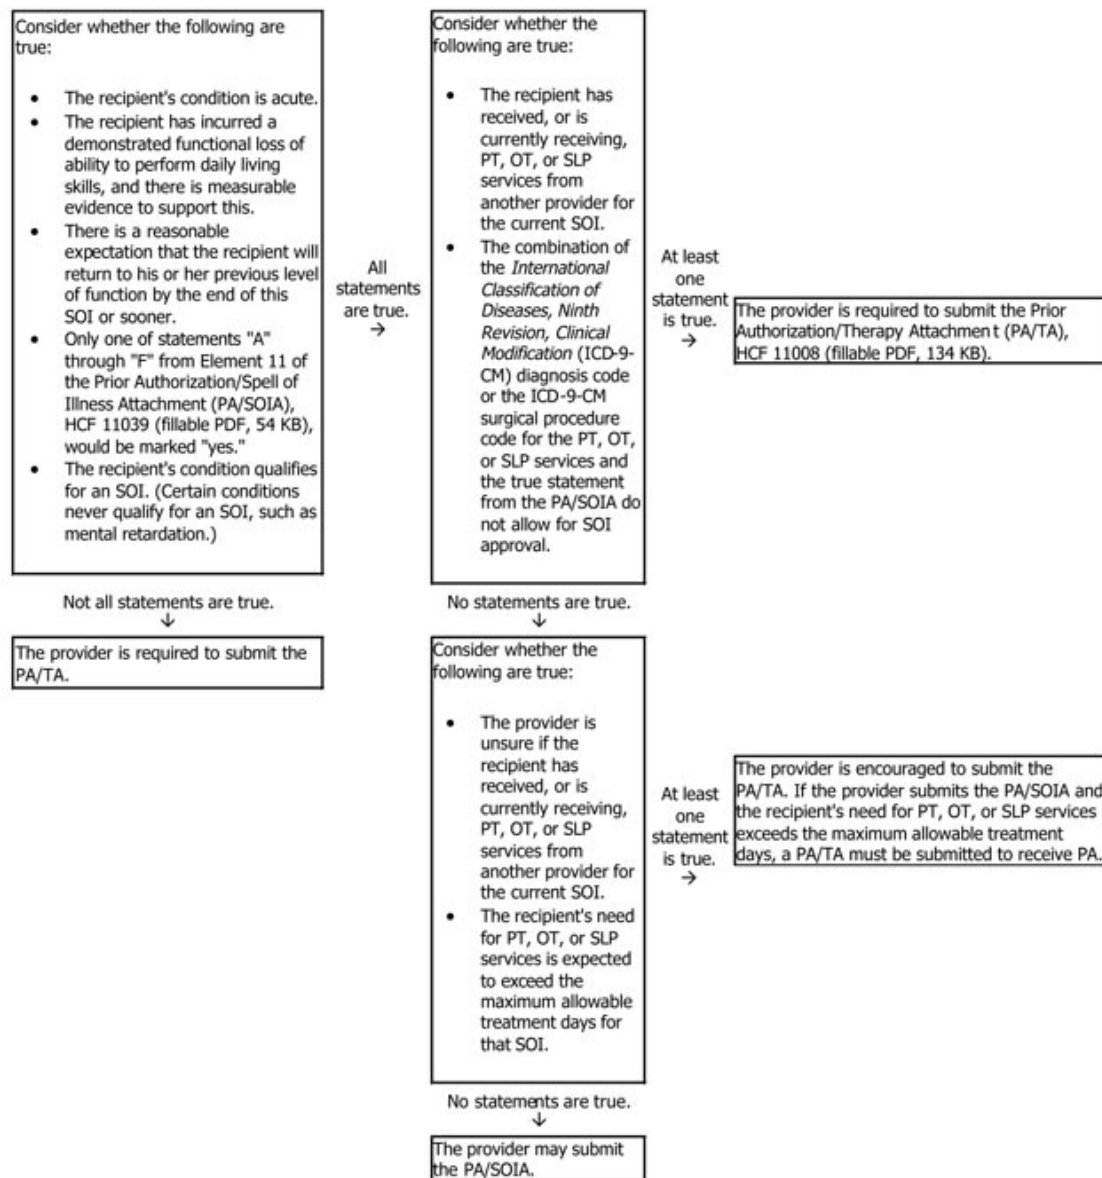 Consider whether the following are
true:
• The recipient's condition is acute.
• The recipient has incurred a
demonstrated functional loss of
ability to perform daily living
skills, and there is measurable
evidence to support this.
• There is a reasonable
expectation that the recipient will
return to his or her previous level
of function by the end of this
SOI or sooner.
• Only one of statements "A"
through "F" from Element 11 of
the Prior Authorization/Spell of
Illness Attachment (PA/SOIA),
HCF 11039 (fillable PDF, 54 KB),
would be marked "yes."
• The recipient's condition qualifies
for an SOI. (Certain conditions
never qualify for an SOI, such as
mental retardation.)
All
statements
are true.
→
Not all statements are true.
↓
The provider is required to submit the
PA/TA.
Consider whether the
following are true:
• The recipient has
received, or is
currently receiving,
PT, OT, or SLP
services from
another provider for
the current SOI.
• The combination of
the International
Classification of
Diseases, Ninth
Revision, Clinical
Modification (ICD-9-
CM) diagnosis code
or the ICD-9-CM
surgical procedure
code for the PT, OT,
or SLP services and
the true statement
from the PA/SOIA do
not allow for SOI
approval.
At least
one
statement
is true.
→
The provider is required to submit the Prior
Authorization/Therapy Attachment (PA/TA),
HCF 11008 (fillable PDF, 134 KB).
No statements are true.
↓
Consider whether the
following are true:
• The provider is
unsure if the
recipient has
received, or is
currently receiving,
PT, OT, or SLP
services from
another provider for
the current SOI.
• The recipient's need
for PT, OT, or SLP
services is expected
to exceed the
maximum allowable
treatment days for
that SOI.
At least
one
statement
is true.
→
The provider is encouraged to submit the
PA/TA. If the provider submits the PA/SOIA and
the recipient's need for PT, OT, or SLP services
exceeds the maximum allowable treatment
days, a PA/TA must be submitted to receive PA.
No statements are true.
↓
The provider may submit
the PA/SOIA.